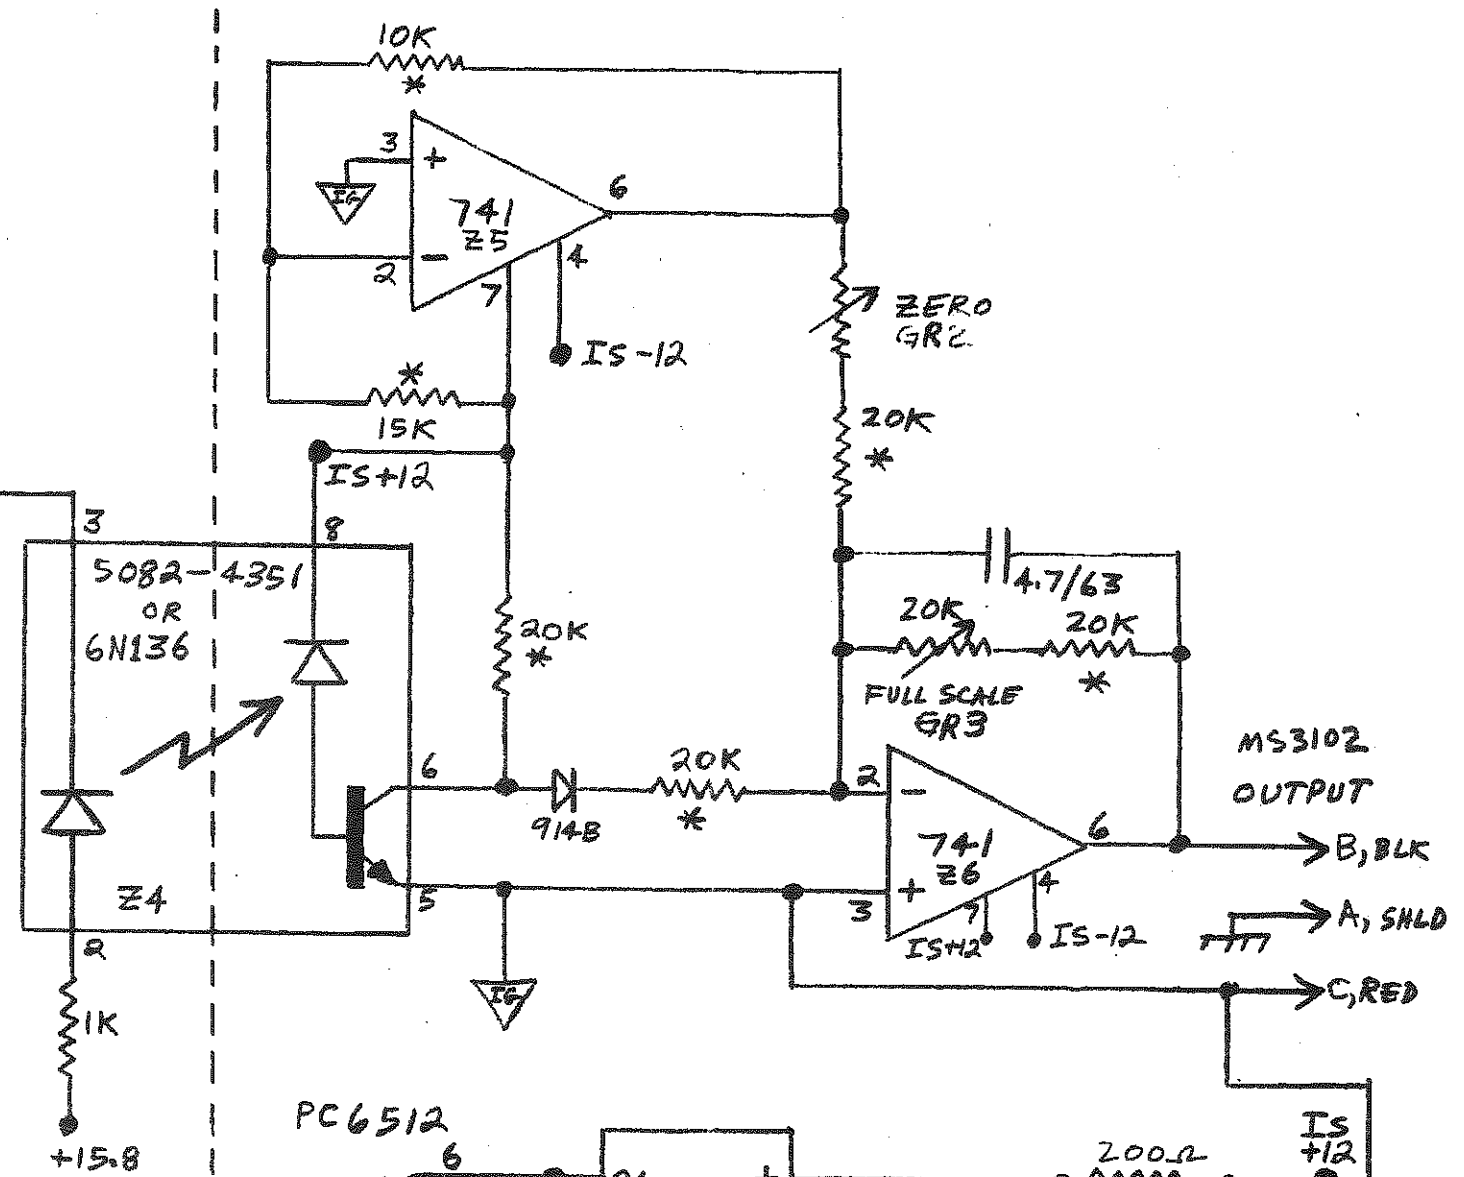 10K
*
3
+
IG
741
Z5
6
2
-
7
4
IS-12
ZERO
GR2
*
15K
IS+12
20K
*
3
8
5082-4351
OR
6N136
20K
*
4.7/63
20K
20K
*
FULL SCALE
GR3
6
914B
20K
*
2
-
741
Z6
6
+
3
7
4
IS+12
IS-12
MS3102
OUTPUT
B, BLK
A, SHLD
C, RED
Z4
5
2
IG
1K
+15.8
PC6512
6
200Ω
IS
+12